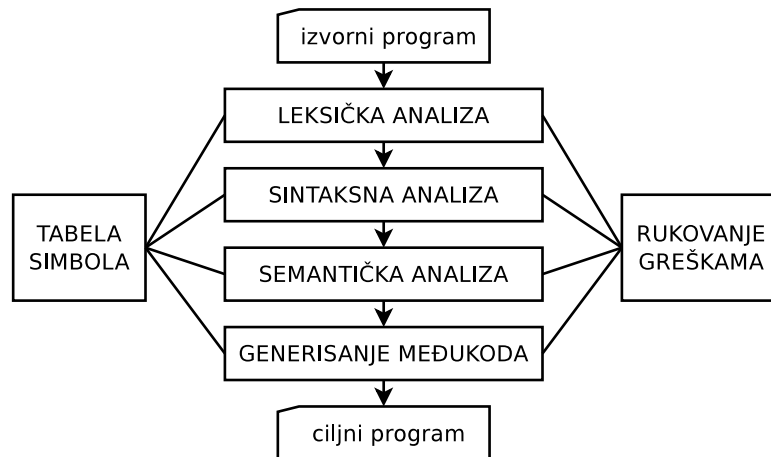 izvorni program
LEKSIČKA ANALIZA
SINTAKSNA ANALIZA
TABELA
SIMBOLA
RUKOVANJE
GREŠKAMA
SEMANTIČKA ANALIZA
GENERISANJE MEĐUKODA
ciljni program